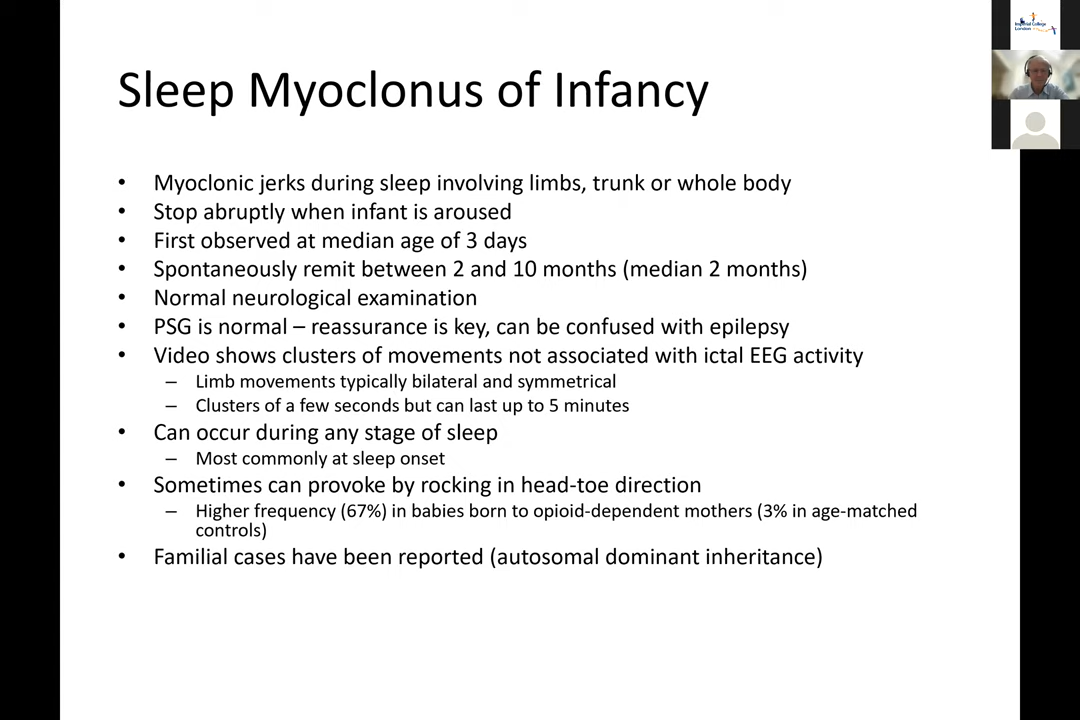 Imperial College
London
Sleep Myoclonus of Infancy
• Myoclonic jerks during sleep involving limbs, trunk or whole body
• Stop abruptly when infant is aroused
• First observed at median age of 3 days
• Spontaneously remit between 2 and 10 months (median 2 months)
• Normal neurological examination
• PSG is normal – reassurance is key, can be confused with epilepsy
• Video shows clusters of movements not associated with ictal EEG activity
– Limb movements typically bilateral and symmetrical
– Clusters of a few seconds but can last up to 5 minutes
• Can occur during any stage of sleep
– Most commonly at sleep onset
• Sometimes can provoke by rocking in head-toe direction
– Higher frequency (67%) in babies born to opioid-dependent mothers (3% in age-matched
controls)
• Familial cases have been reported (autosomal dominant inheritance)